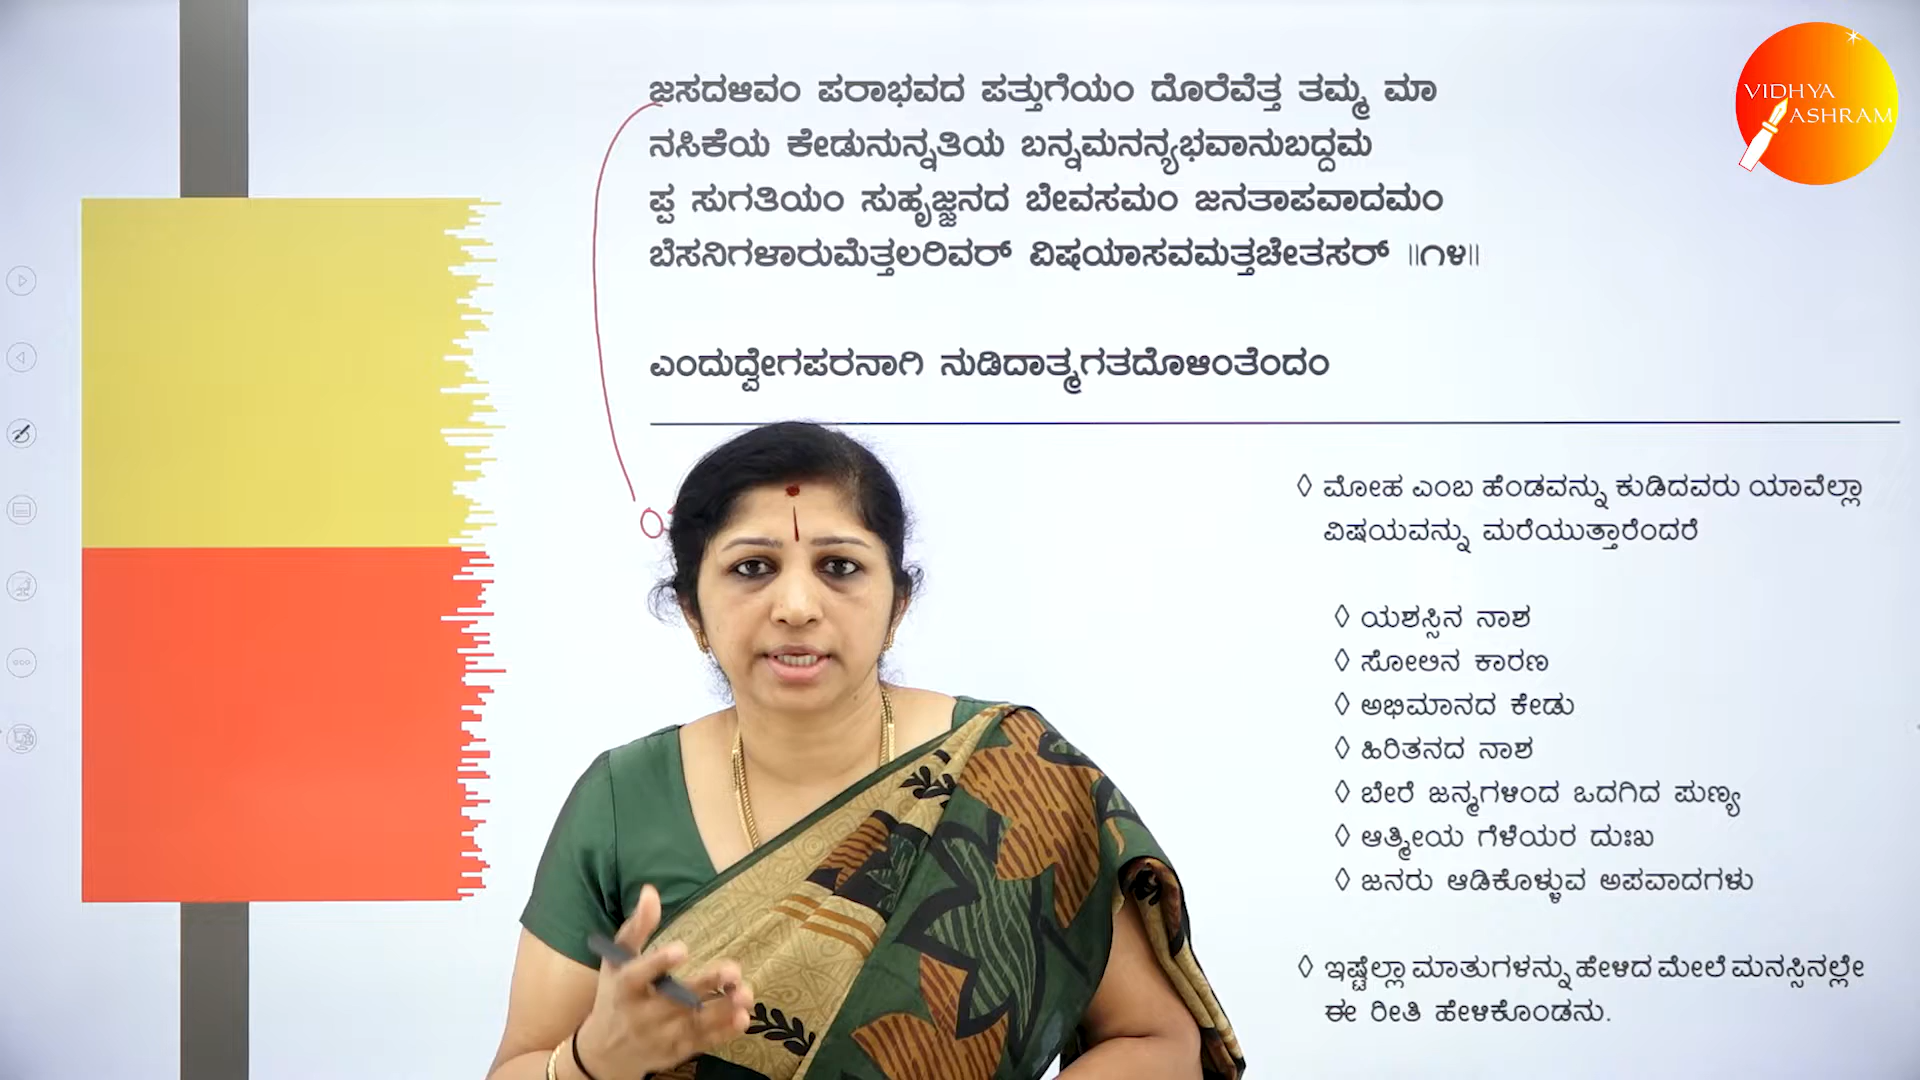 ಜಸದಳಿವಂ ಪರಾಭವದ ಪತ್ತುಗೆಯಂ ದೊರೆವೆತ್ತ ತಮ್ಮ ಮಾ
ನಸಿಕೆಯ ಕೇಡುನುನ್ನತಿಯ ಬನ್ನಮನನ್ಯಭವಾನುಬದ್ದಮ
ಪ್ಪ ಸುಗತಿಯಂ ಸುಹೃಜ್ಜನದ ಬೇವಸಮಂ ಜನತಾಪವಾದಮಂ
ಬೆಸನಿಗಳಾರುಮೆತ್ತಲರಿವರ್ ವಿಷಯಾಸವಮತ್ತಚೇತಸರ್ ॥೧೪॥
ಎಂದುದ್ವೇಗಪರನಾಗಿ ನುಡಿದಾತ್ಮಗತದೊಳಿಂತೆಂದಂ
◊ ಮೋಹ ಎಂಬ ಹೆಂಡವನ್ನು ಕುಡಿದವರು ಯಾವೆಲ್ಲಾ
ವಿಷಯವನ್ನು ಮರೆಯುತ್ತಾರೆಂದರೆ
◊ ಯಶಸ್ಸಿನ ನಾಶ
◊ ಸೋಲಿನ ಕಾರಣ
◊ ಅಭಿಮಾನದ ಕೇಡು
◊ ಹಿರಿತನದ ನಾಶ
◊ ಬೇರೆ ಜನ್ಮಗಳಿಂದ ಒದಗಿದ ಪುಣ್ಯ
◊ ಆತ್ಮೀಯ ಗೆಳೆಯರ ದುಃಖ
◊ ಜನರು ಆಡಿಕೊಳ್ಳುವ ಅಪವಾದಗಳು
◊ ಇಷ್ಟೆಲ್ಲಾ ಮಾತುಗಳನ್ನು ಹೇಳಿದ ಮೇಲೆ ಮನಸ್ಸಿನಲ್ಲೇ
ಈ ರೀತಿ ಹೇಳಿಕೊಂಡನು.
VIDHYA
ASHRAM